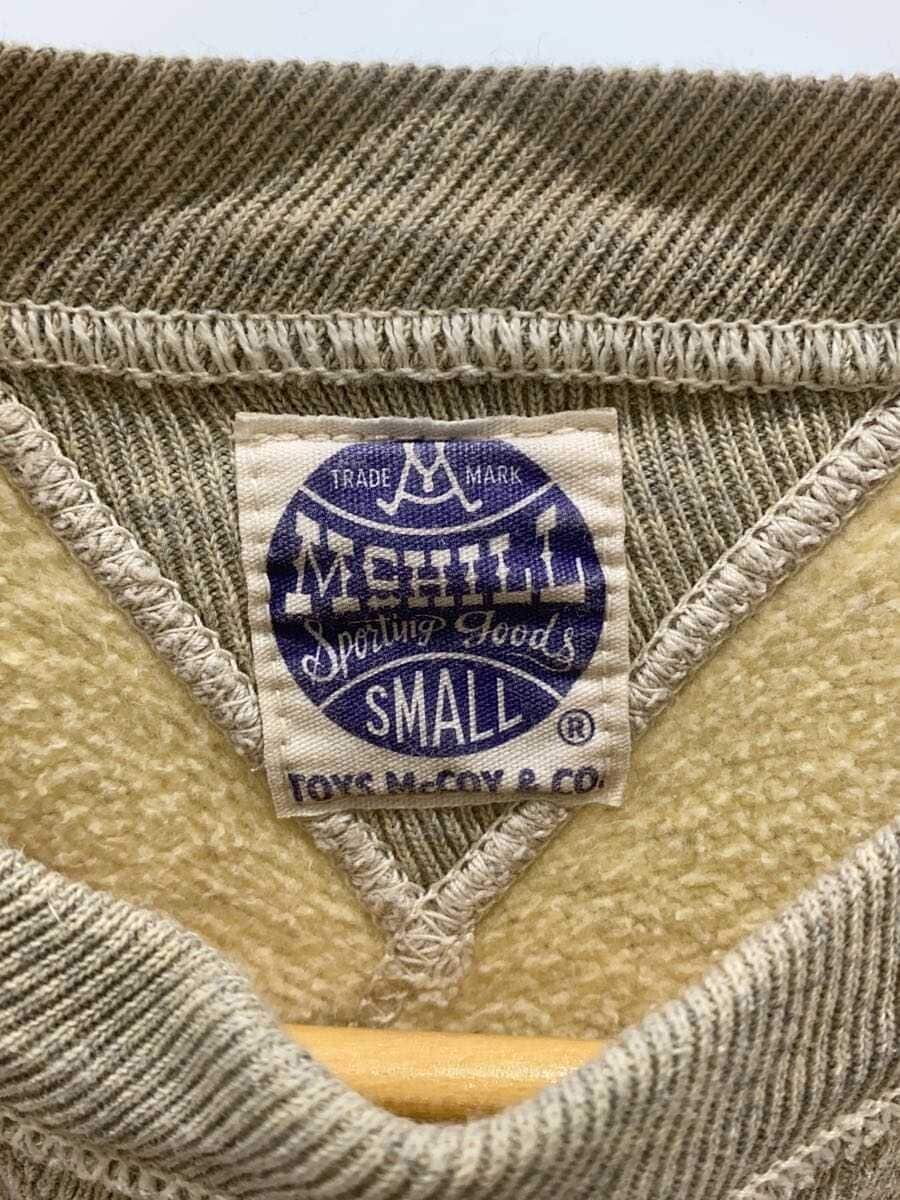 TRADE MARK
McHILL
Sporting Goods
SMALL
®
TOYS McCOY & CO.